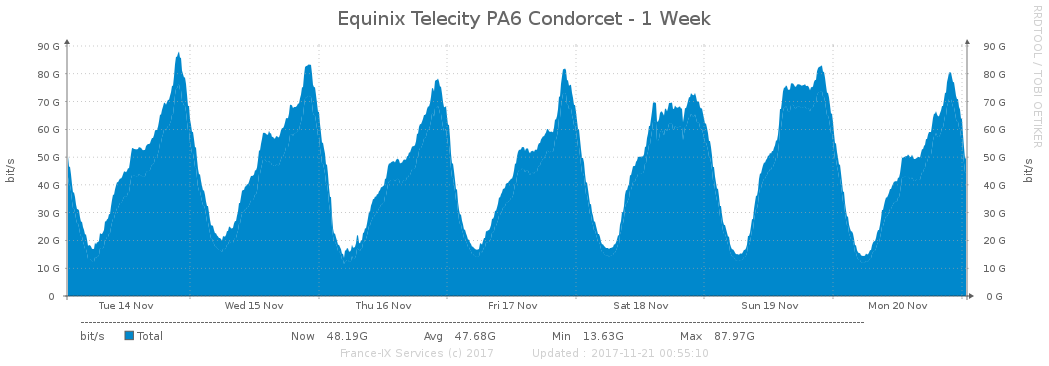 Equinix Telecity PA6 Condorcet - 1 Week
RRDTOOL / TOBI OETIKER
90 G 90 G
80 G 80 G
70 G 70 G
60 G 60 G
50 G 50 G
40 G 40 G
30 G 30 G
20 G 20 G
10 G 10 G
0 0 G
bit/s bit/s
Tue 14 Nov Wed 15 Nov Thu 16 Nov Fri 17 Nov Sat 18 Nov Sun 19 Nov Mon 20 Nov
bit/s Total Now 48.19G Avg 47.68G Min 13.63G Max 87.97G
France-IX Services (c) 2017 Updated : 2017-11-21 00:55:10